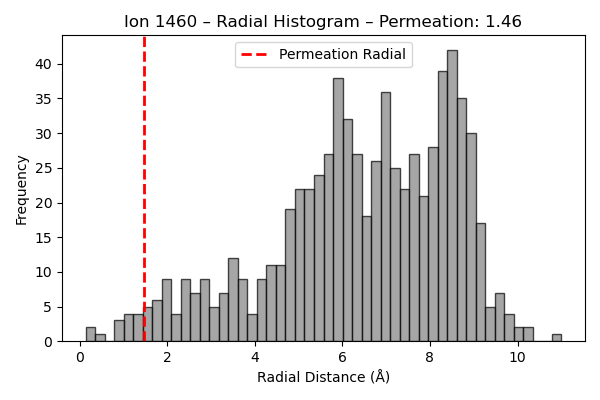 Ion 1460 – Radial Histogram – Permeation: 1.46
Permeation Radial
Frequency
40
35
30
25
20
15
10
5
0
0 2 4 6 8 10
Radial Distance (Å)